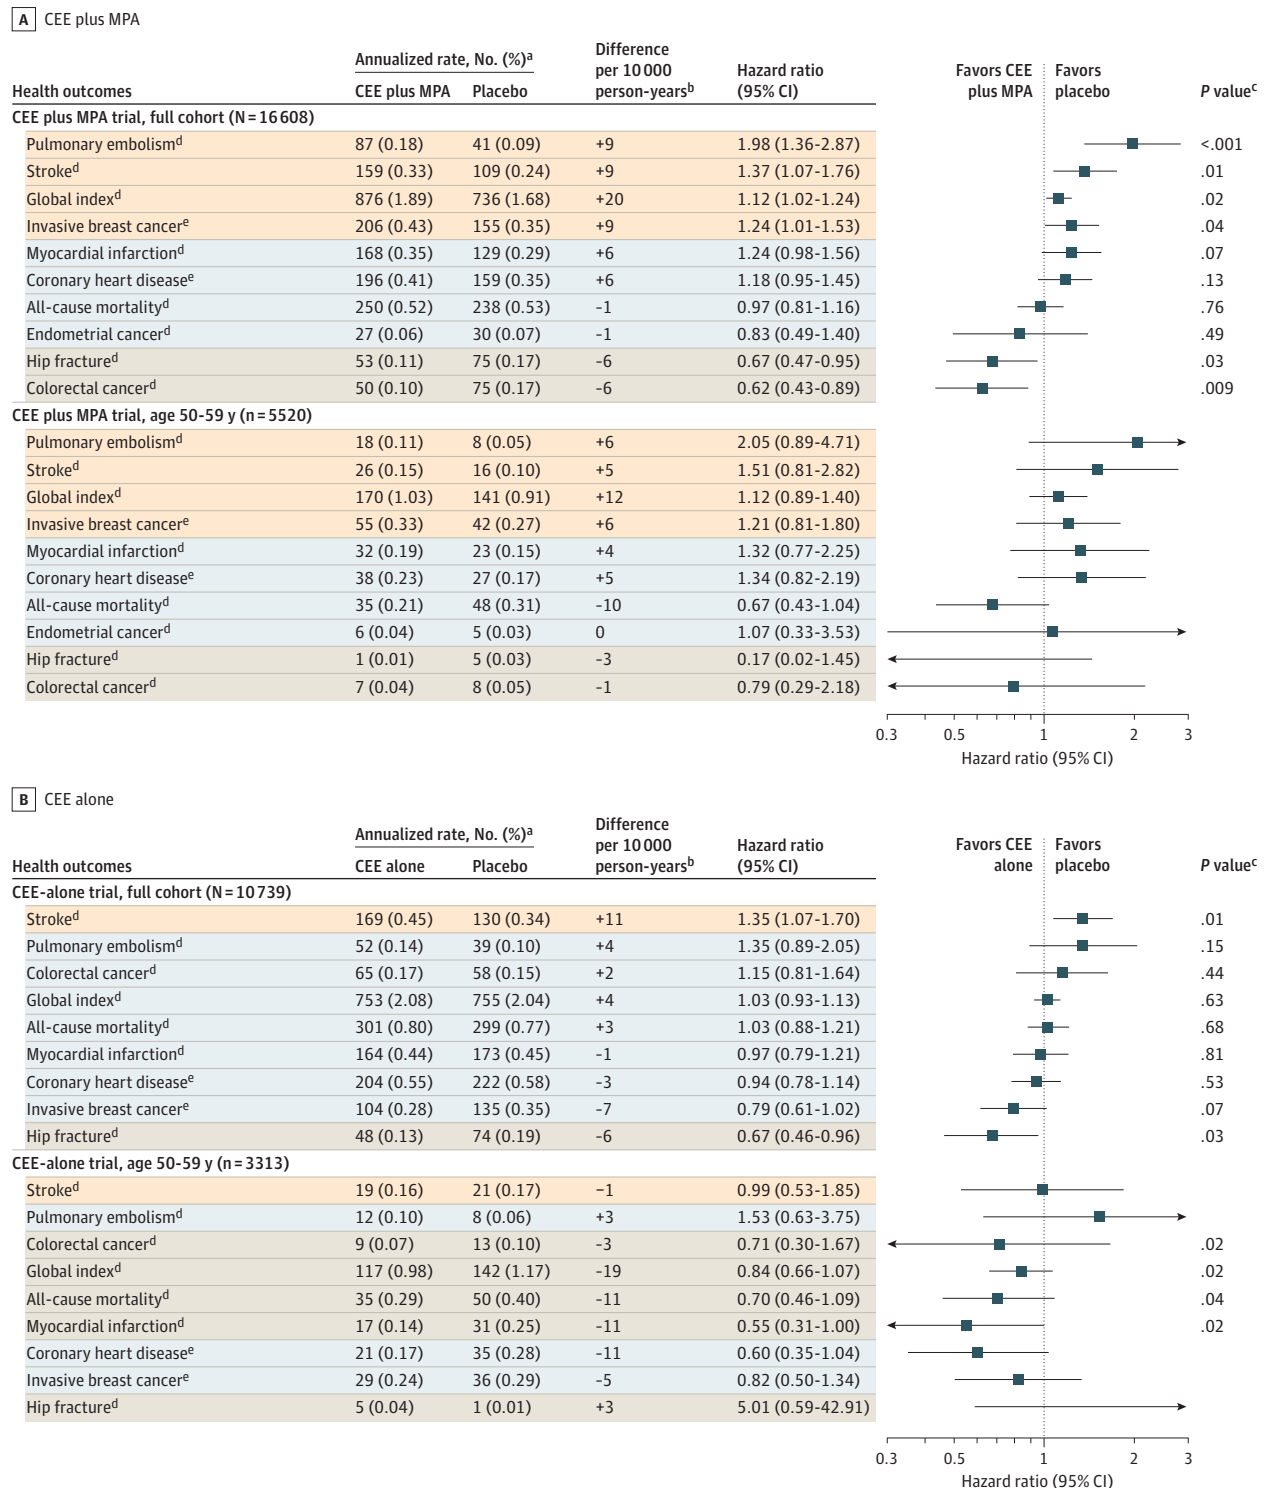 A CEE plus MPA
Health outcomes Annualized rate, No. (%)a CEE plus MPA Placebo Difference per 10 000 person-yearsb Hazard ratio (95% CI) Favors CEE plus MPA Favors placebo P valuec
CEE plus MPA trial, full cohort (N = 16 608)
Pulmonary embolismd 87 (0.18) 41 (0.09) +9 1.98 (1.36-2.87) <.001
Stroked 159 (0.33) 109 (0.24) +9 1.37 (1.07-1.76) .01
Global indexd 876 (1.89) 736 (1.68) +20 1.12 (1.02-1.24) .02
Invasive breast cancere 206 (0.43) 155 (0.35) +9 1.24 (1.01-1.53) .04
Myocardial infarctiond 168 (0.35) 129 (0.29) +6 1.24 (0.98-1.56) .07
Coronary heart diseasee 196 (0.41) 159 (0.35) +6 1.18 (0.95-1.45) .13
All-cause mortalityd 250 (0.52) 238 (0.53) -1 0.97 (0.81-1.16) .76
Endometrial cancerd 27 (0.06) 30 (0.07) -1 0.83 (0.49-1.40) .49
Hip fractured 53 (0.11) 75 (0.17) -6 0.67 (0.47-0.95) .03
Colorectal cancerd 50 (0.10) 75 (0.17) -6 0.62 (0.43-0.89) .009
CEE plus MPA trial, age 50-59 y (n = 5520)
Pulmonary embolismd 18 (0.11) 8 (0.05) +6 2.05 (0.89-4.71)
Stroked 26 (0.15) 16 (0.10) +5 1.51 (0.81-2.82)
Global indexd 170 (1.03) 141 (0.91) +12 1.12 (0.89-1.40)
Invasive breast cancere 55 (0.33) 42 (0.27) +6 1.21 (0.81-1.80)
Myocardial infarctiond 32 (0.19) 23 (0.15) +4 1.32 (0.77-2.25)
Coronary heart diseasee 38 (0.23) 27 (0.17) +5 1.34 (0.82-2.19)
All-cause mortalityd 35 (0.21) 48 (0.31) -10 0.67 (0.43-1.04)
Endometrial cancerd 6 (0.04) 5 (0.03) 0 1.07 (0.33-3.53)
Hip fractured 1 (0.01) 5 (0.03) -3 0.17 (0.02-1.45)
Colorectal cancerd 7 (0.04) 8 (0.05) -1 0.79 (0.29-2.18)
0.3 0.5 1 2 3
Hazard ratio (95% CI)
B CEE alone
Health outcomes Annualized rate, No. (%)a CEE alone Placebo Difference per 10 000 person-yearsb Hazard ratio (95% CI) Favors CEE alone Favors placebo P valuec
CEE-alone trial, full cohort (N = 10 739)
Stroked 169 (0.45) 130 (0.34) +11 1.35 (1.07-1.70) .01
Pulmonary embolismd 52 (0.14) 39 (0.10) +4 1.35 (0.89-2.05) .15
Colorectal cancerd 65 (0.17) 58 (0.15) +2 1.15 (0.81-1.64) .44
Global indexd 753 (2.08) 755 (2.04) +4 1.03 (0.93-1.13) .63
All-cause mortalityd 301 (0.80) 299 (0.77) +3 1.03 (0.88-1.21) .68
Myocardial infarctiond 164 (0.44) 173 (0.45) -1 0.97 (0.79-1.21) .81
Coronary heart diseasee 204 (0.55) 222 (0.58) -3 0.94 (0.78-1.14) .53
Invasive breast cancere 104 (0.28) 135 (0.35) -7 0.79 (0.61-1.02) .07
Hip fractured 48 (0.13) 74 (0.19) -6 0.67 (0.46-0.96) .03
CEE-alone trial, age 50-59 y (n = 3313)
Stroked 19 (0.16) 21 (0.17) −1 0.99 (0.53-1.85)
Pulmonary embolismd 12 (0.10) 8 (0.06) +3 1.53 (0.63-3.75)
Colorectal cancerd 9 (0.07) 13 (0.10) -3 0.71 (0.30-1.67) .02
Global indexd 117 (0.98) 142 (1.17) -19 0.84 (0.66-1.07) .02
All-cause mortalityd 35 (0.29) 50 (0.40) -11 0.70 (0.46-1.09) .04
Myocardial infarctiond 17 (0.14) 31 (0.25) -11 0.55 (0.31-1.00) .02
Coronary heart diseasee 21 (0.17) 35 (0.28) -11 0.60 (0.35-1.04)
Invasive breast cancere 29 (0.24) 36 (0.29) -5 0.82 (0.50-1.34)
Hip fractured 5 (0.04) 1 (0.01) +3 5.01 (0.59-42.91)
0.3 0.5 1 2 3
Hazard ratio (95% CI)